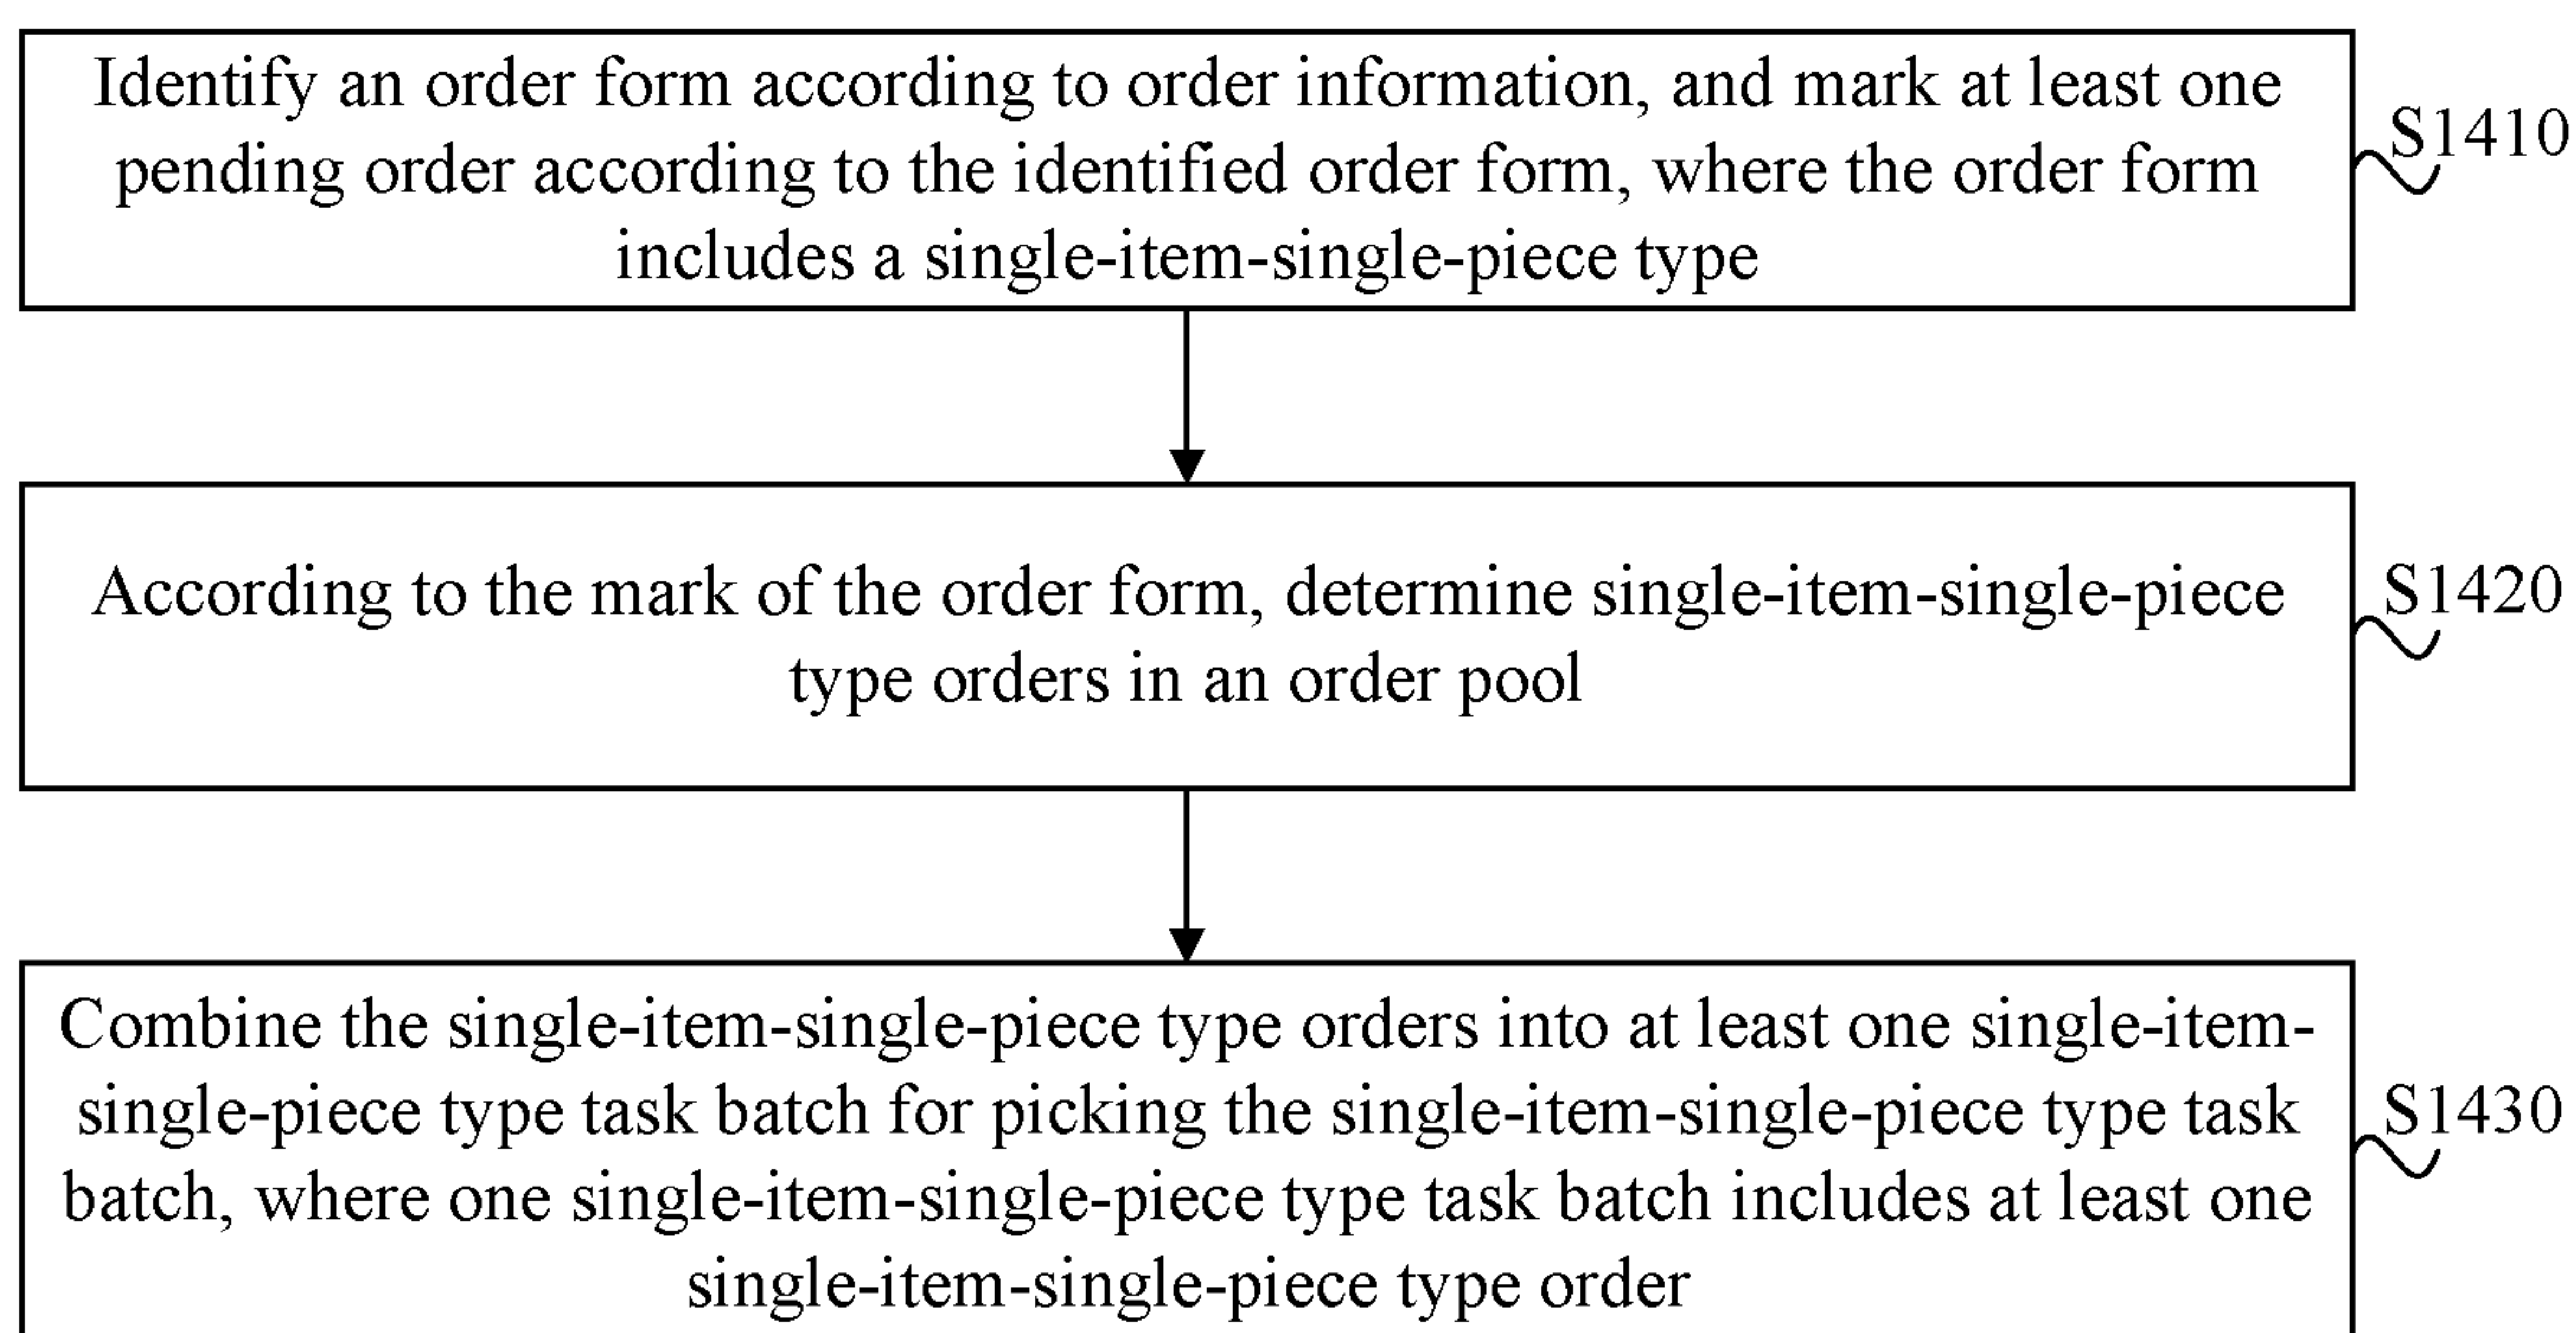 Identify an order form according to order information, and mark at least one
pending order according to the identified order form, where the order form
includes a single-item-single-piece type
S1410
According to the mark of the order form, determine single-item-single-piece
type orders in an order pool
S1420
Combine the single-item-single-piece type orders into at least one single-item-
single-piece type task batch for picking the single-item-single-piece type task
batch, where one single-item-single-piece type task batch includes at least one
single-item-single-piece type order
S1430